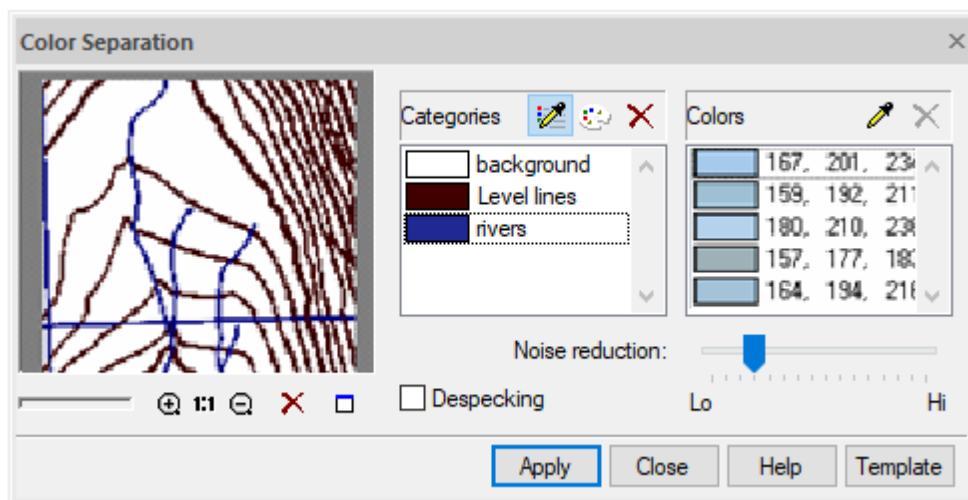 Color Separation
Categories
Colors
background
Level lines
rivers
167, 201,
159, 192, 211
180, 210,
157, 177,
164, 194,
Noise reduction:
Despecking
Lo
Hi
1:1
Apply
Close
Help
Template